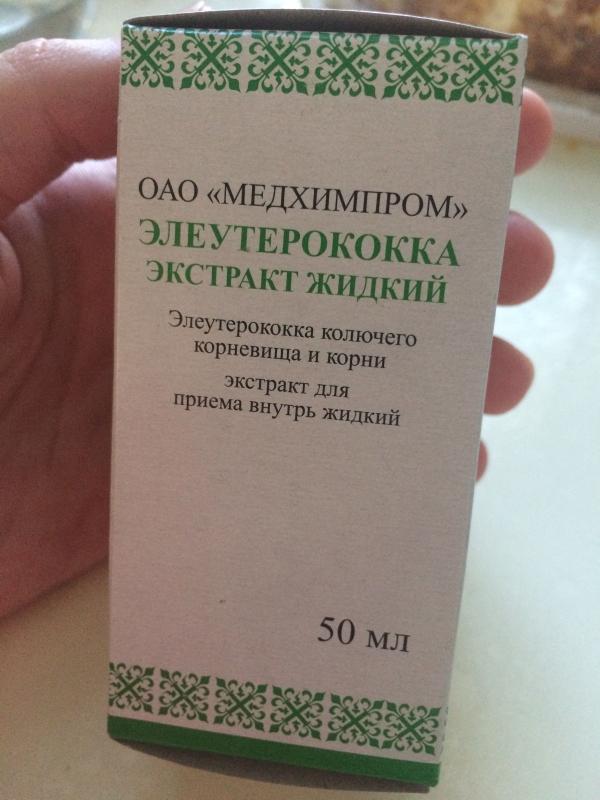 ОАО «МЕДХИМПРОМ»
ЭЛЕУТЕРОКОККА
ЭКСТРАКТ ЖИДКИЙ
Элеутерококка колючего
корневища и корни
экстракт для
приема внутрь жидкий
50 мл